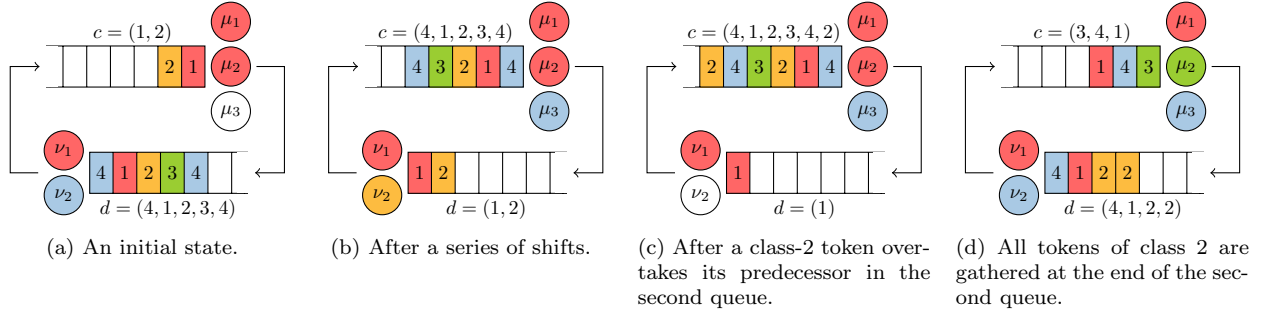 μ₁
c = (1, 2)
2 1 μ₂
μ₃
ν₁
4 1 2 3 4
ν₂
d = (4, 1, 2, 3, 4)
(a) An initial state.
μ₁
c = (4, 1, 2, 3, 4)
4 3 2 1 4 μ₂
μ₃
ν₁
1 2
ν₂
d = (1, 2)
(b) After a series of shifts.
μ₁
c = (4, 1, 2, 3, 4, 2)
2 4 3 2 1 4 μ₂
μ₃
ν₁
1
ν₂
d = (1)
(c) After a class-2 token over-
takes its predecessor in the
second queue.
μ₁
c = (3, 4, 1)
1 4 3 μ₂
μ₃
ν₁
4 1 2 2
ν₂
d = (4, 1, 2, 2)
(d) All tokens of class 2 are
gathered at the end of the sec-
ond queue.